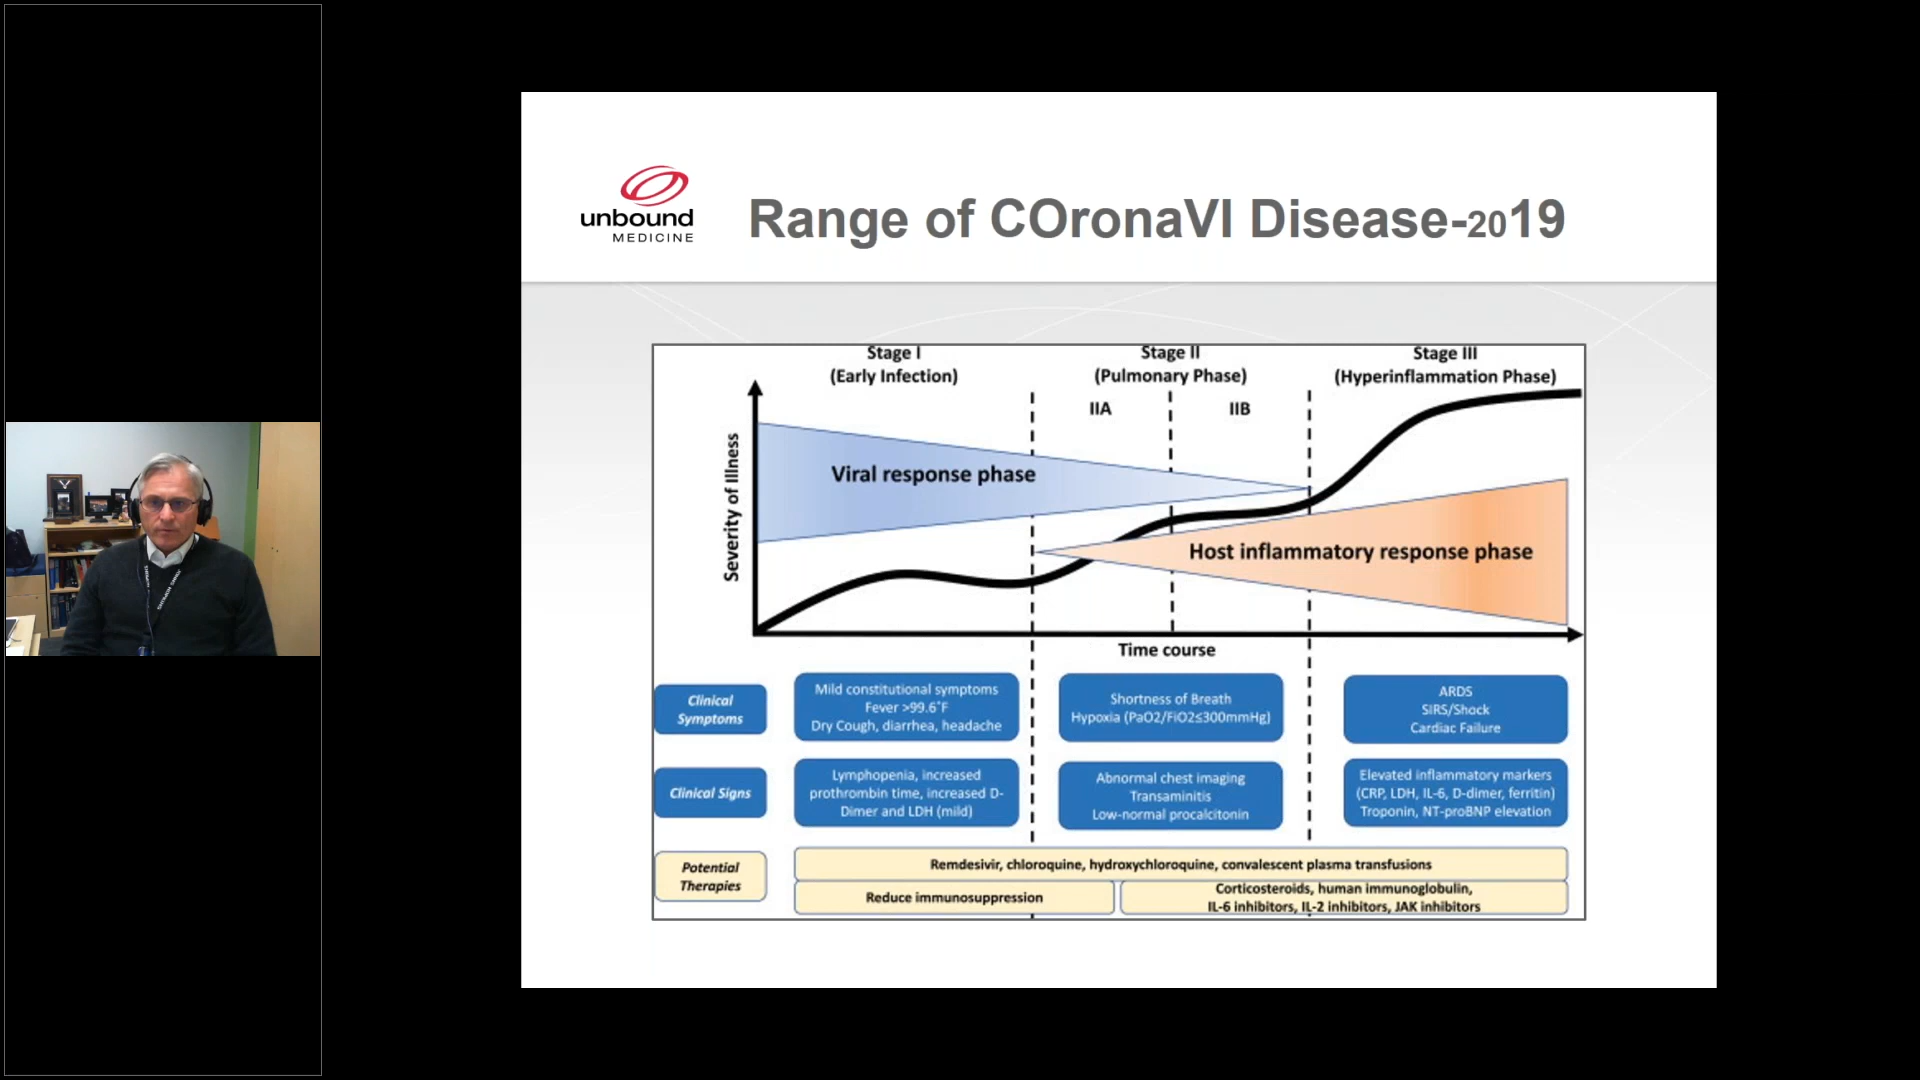 unbound
MEDICINE
Range of COronaVI Disease-2019
Stage I
(Early Infection)
Stage II
(Pulmonary Phase)
Stage III
(Hyperinflammation Phase)
IIA
IIB
Severity of Illness
Viral response phase
Host inflammatory response phase
Time course
Clinical
Symptoms
Mild constitutional symptoms
Fever >99.6°F
Dry Cough, diarrhea, headache
Shortness of Breath
Hypoxia (PaO2/FiO2≤300mmHg)
ARDS
SIRS/Shock
Cardiac Failure
Clinical Signs
Lymphopenia, increased
prothrombin time, increased D-
Dimer and LDH (mild)
Abnormal chest imaging
Transaminitis
Low-normal procalcitonin
Elevated inflammatory markers
(CRP, LDH, IL-6, D-dimer, ferritin)
Troponin, NT-proBNP elevation
Potential
Therapies
Remdesivir, chloroquine, hydroxychloroquine, convalescent plasma transfusions
Reduce immunosuppression
Corticosteroids, human immunoglobulin,
IL-6 inhibitors, IL-2 inhibitors, JAK inhibitors